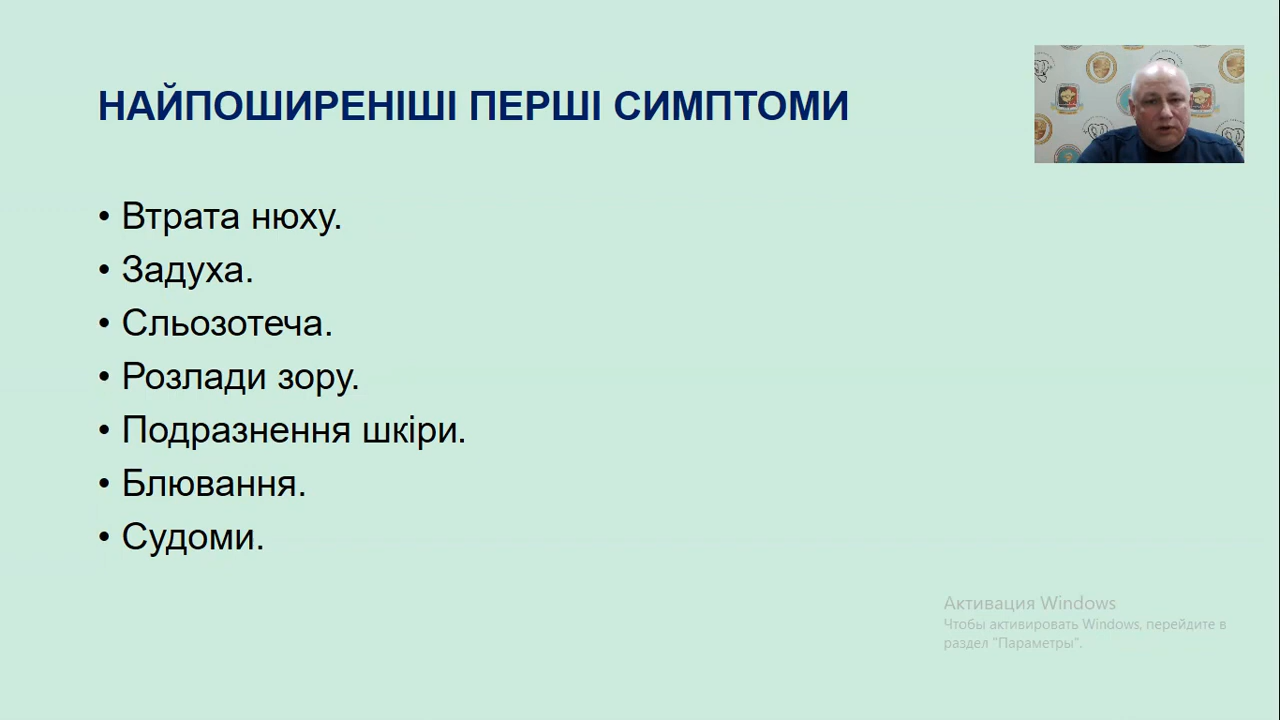 НАЙПОШИРЕНІШІ ПЕРШІ СИМПТОМИ
• Втрата нюху.
• Задуха.
• Сльозотеча.
• Розлади зору.
• Подразнення шкіри.
• Блювання.
• Судоми.
Активация Windows
Чтобы активировать Windows, перейдите в
раздел "Параметры".